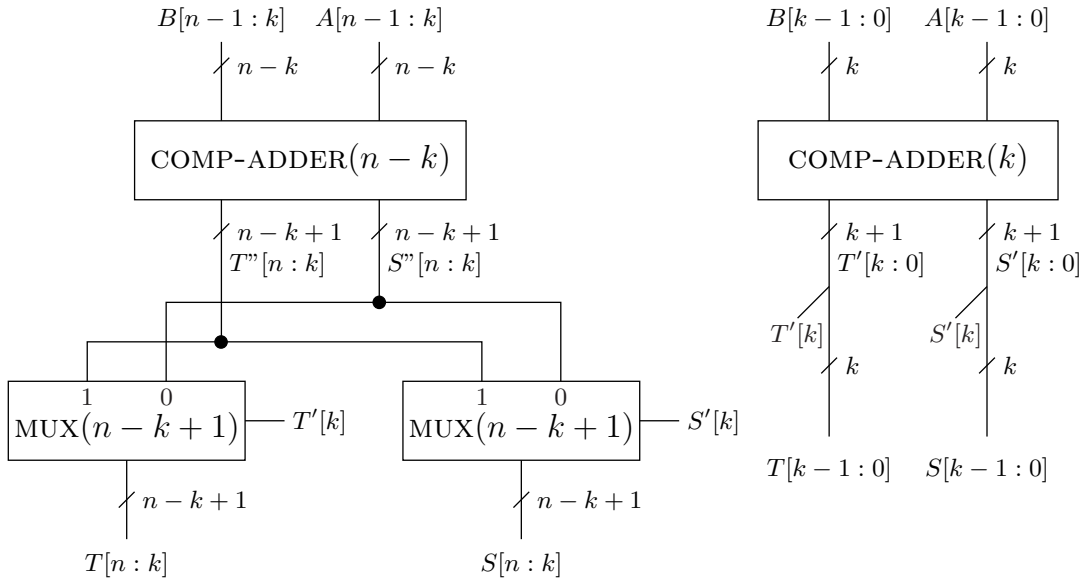 B[n − 1 : k] A[n − 1 : k] B[k − 1 : 0] A[k − 1 : 0]
n − k n − k k k
COMP-ADDER(n − k) COMP-ADDER(k)
n − k + 1 n − k + 1 k + 1 k + 1
T”[n : k] S”[n : k] T′[k : 0] S′[k : 0]
T′[k] S′[k]
k k
1 0 1 0
MUX(n − k + 1) T′[k] MUX(n − k + 1) S′[k]
T[k − 1 : 0] S[k − 1 : 0]
n − k + 1 n − k + 1
T[n : k] S[n : k]